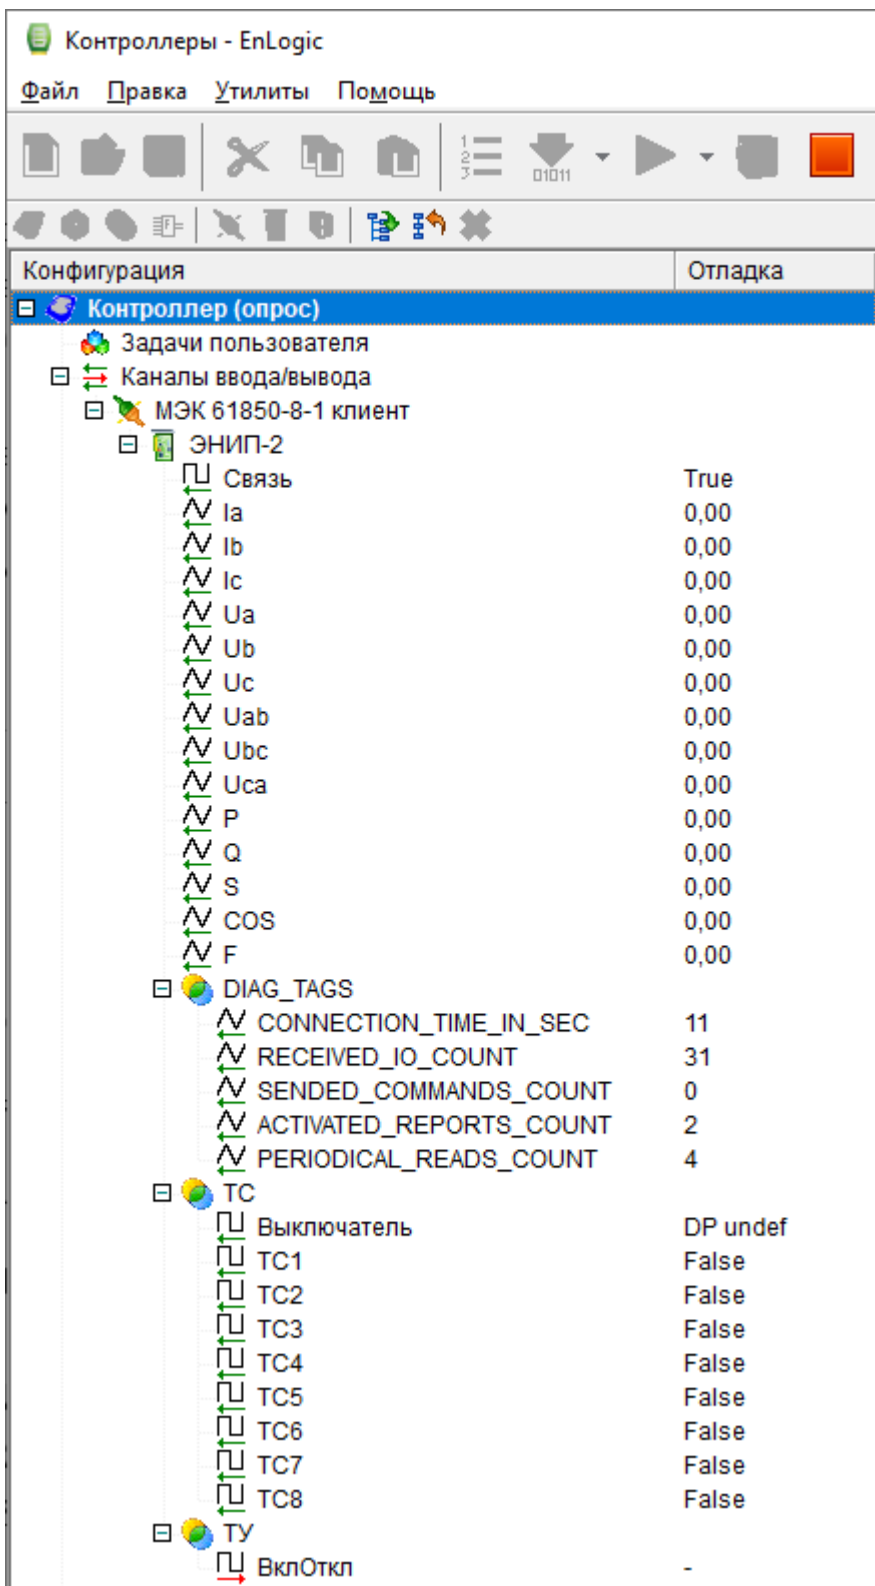 Контроллеры - EnLogic
Файл Правка Утилиты Помощь
1 2 3 01011
Конфигурация Отладка
Контроллер (опрос)
Задачи пользователя
Каналы ввода/вывода
МЭК 61850-8-1 клиент
ЭНИП-2
Связь True
Ia 0,00
Ib 0,00
Ic 0,00
Ua 0,00
Ub 0,00
Uc 0,00
Uab 0,00
Ubc 0,00
Uca 0,00
P 0,00
Q 0,00
S 0,00
COS 0,00
F 0,00
DIAG_TAGS
CONNECTION_TIME_IN_SEC 11
RECEIVED_IO_COUNT 31
SENDED_COMMANDS_COUNT 0
ACTIVATED_REPORTS_COUNT 2
PERIODICAL_READS_COUNT 4
ТС
Выключатель DP undef
ТС1 False
ТС2 False
ТС3 False
ТС4 False
ТС5 False
ТС6 False
ТС7 False
ТС8 False
ТУ
ВклОткл -